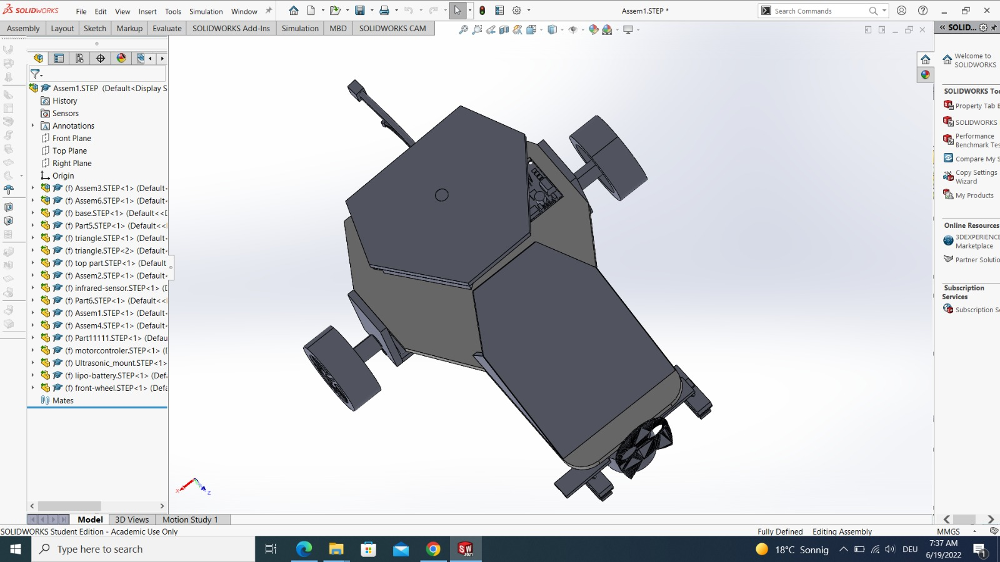 SOLIDWORKS File Edit View Insert Tools Simulation Window Assem1.STEP * Search Commands
Assembly Layout Sketch Markup Evaluate SOLIDWORKS Add-Ins Simulation MBD SOLIDWORKS CAM
SOLID...
Assem1.STEP (Default<Display S
History
Sensors
Annotations
Front Plane
Top Plane
Right Plane
Origin
(f) Assem3.STEP<1> (Default
(f) Assem6.STEP<1> (Default
(f) base.STEP<1> (Default<<
(f) Part5.STEP<1> (Default<<
(f) triangle.STEP<1> (Default
(f) triangle.STEP<2> (Default
(f) top part.STEP<1> (Default
(f) Assem2.STEP<1> (Default
(f) infrared-sensor.STEP<1> (
(f) Part6.STEP<1> (Default<<
(f) Assem1.STEP<1> (Default
(f) Assem4.STEP<1> (Default
(f) Part11111.STEP<1> (Defau
(f) motorcontroler.STEP<1> (
(f) Ultrasonic_mount.STEP<1>
(f) lipo-battery.STEP<1> (Def
(f) front-wheel.STEP<1> (Def
Mates
x z
Welcome to
SOLIDWORKS
SOLIDWORKS Too
Property Tab B
SOLIDWORKS
Performance
Benchmark Tes
Compare My S
Copy Settings
Wizard
My Products
Online Resources
3DEXPERIENCE
Marketplace
Partner Solutio
Subscription
Services
Subscription Se
Model 3D Views Motion Study 1
SOLIDWORKS Student Edition - Academic Use Only Fully Defined Editing Assembly MMGS
Type here to search SW 2021 18°C Sonnig DEU 7:37 AM
6/19/2022 1